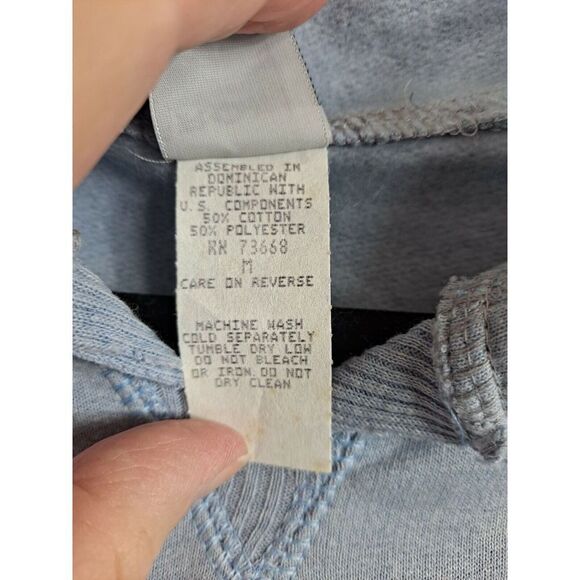 ASSEMBLED IN
DOMINICAN
REPUBLIC WITH
U.S. COMPONENTS
50% COTTON
50% POLYESTER
RN 73668
M
CARE ON REVERSE
MACHINE WASH
COLD SEPARATELY
TUMBLE DRY LOW
DO NOT BLEACH
OR IRON. DO NOT
DRY CLEAN